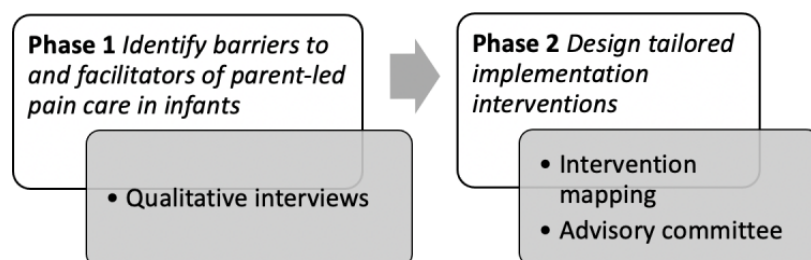 Phase 1 Identify barriers to
and facilitators of parent-led
pain care in infants
• Qualitative interviews
Phase 2 Design tailored
implementation
interventions
• Intervention
mapping
• Advisory committee